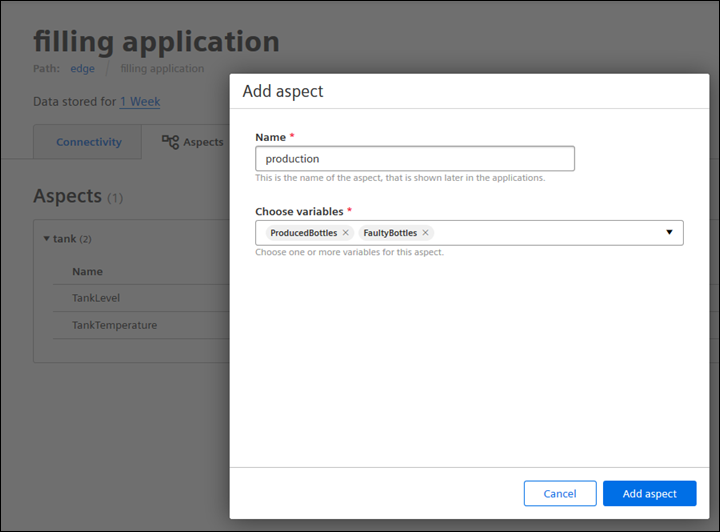 filling application
Path: edge / filling application
Data stored for 1 Week
Connectivity Aspects
Aspects (1)
tank (2)
Name
TankLevel
TankTemperature
Add aspect
Name *
production
This is the name of the aspect, that is shown later in the applications.
Choose variables *
ProducedBottles × FaultyBottles ×
Choose one or more variables for this aspect.
Cancel Add aspect